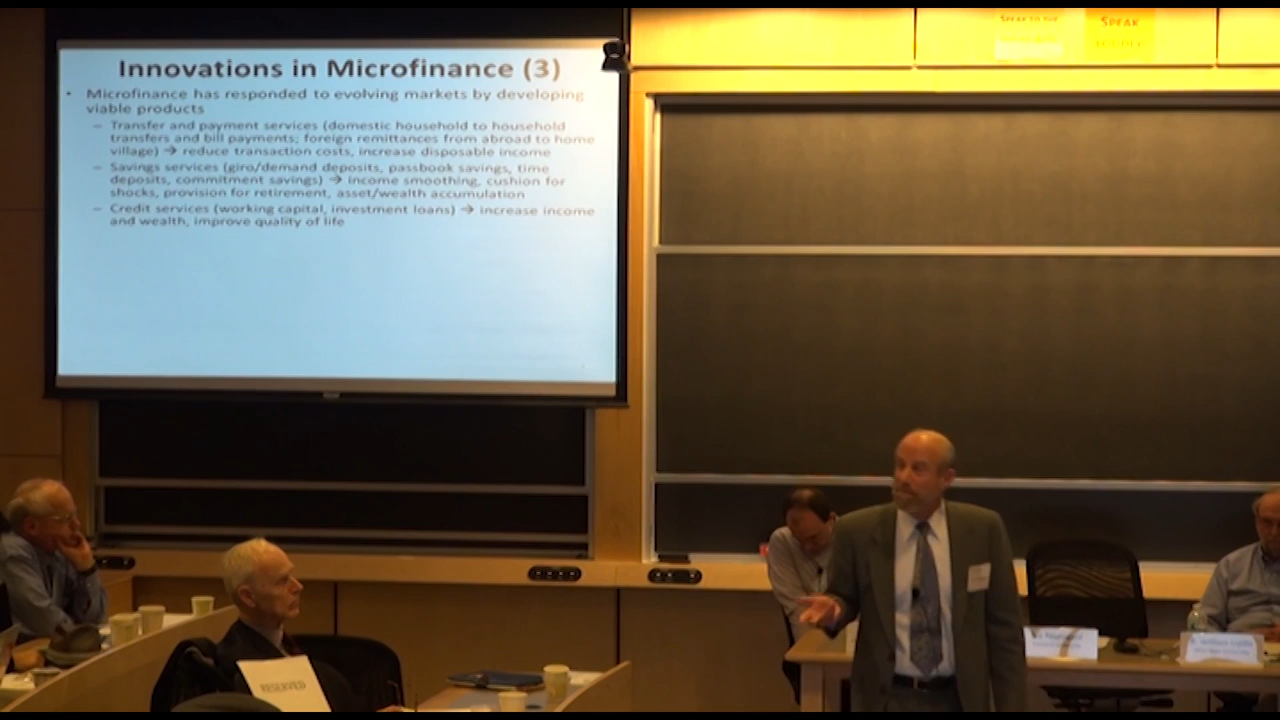 Innovations in Microfinance (3)
• Microfinance has responded to evolving markets by developing
viable products
– Transfer and payment services (domestic household to household
transfers and bill payments; foreign remittances from abroad to home
village) → reduce transaction costs, increase disposable income
– Savings services (giro/demand deposits, passbook savings, time
deposits, commitment savings) → income smoothing, cushion for
shocks, provision for retirement, asset/wealth accumulation
– Credit services (working capital, investment loans) → increase income
and wealth, improve quality of life
SPEAK TO THE
SPEAK
RESERVED